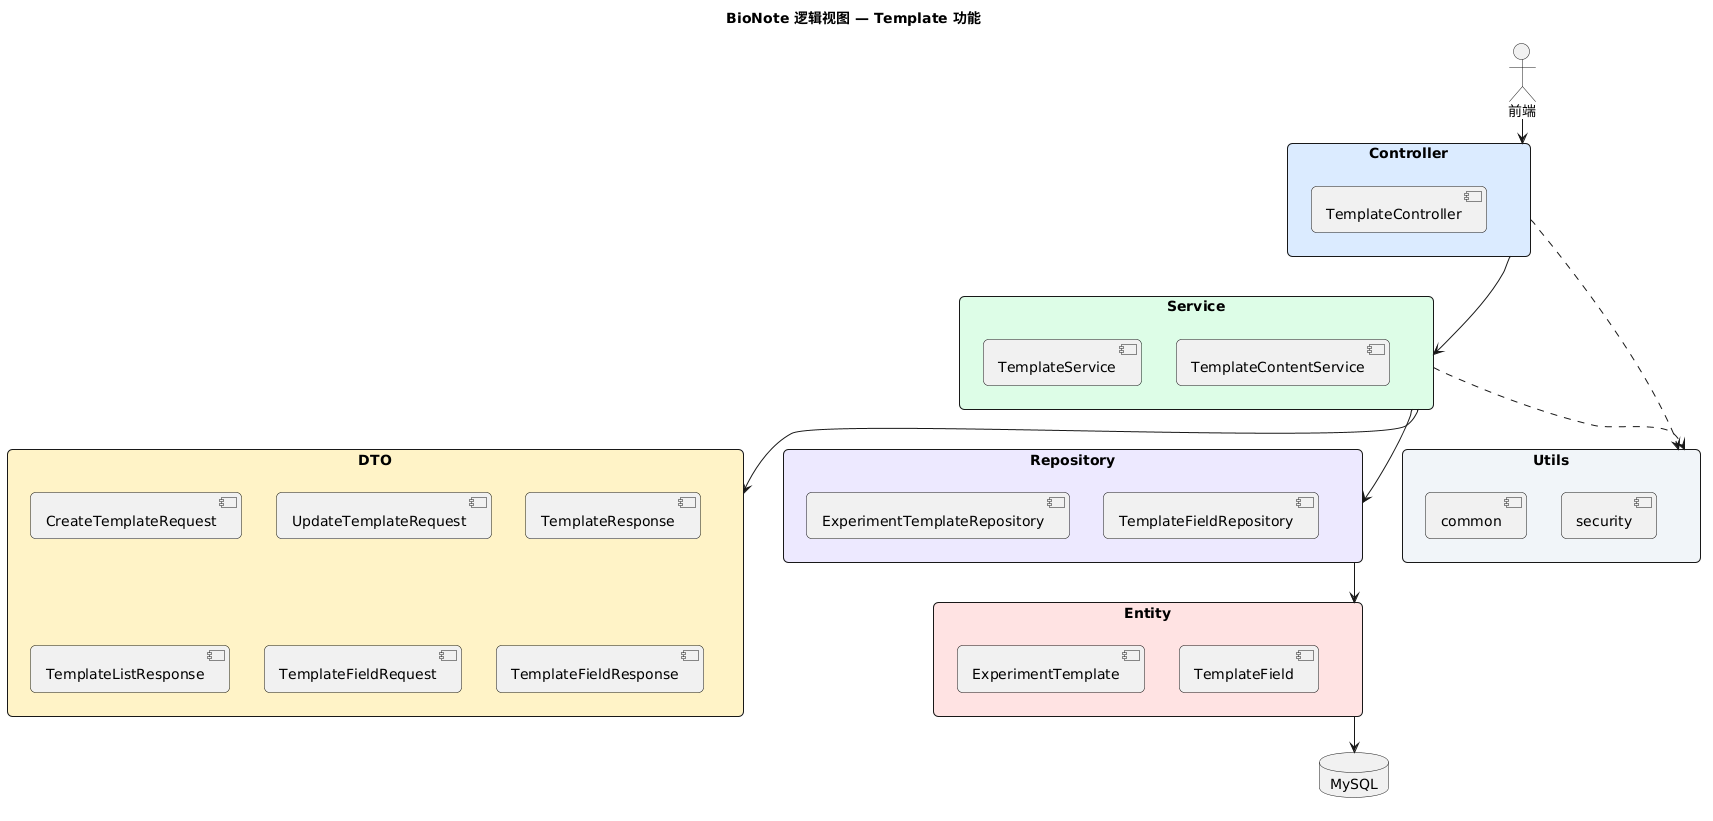 BioNote 逻辑视图 — Template 功能
前端
Controller
TemplateController
Service
TemplateService
TemplateContentService
DTO
CreateTemplateRequest
UpdateTemplateRequest
TemplateResponse
TemplateListResponse
TemplateFieldRequest
TemplateFieldResponse
Repository
ExperimentTemplateRepository
TemplateFieldRepository
Utils
common
security
Entity
ExperimentTemplate
TemplateField
MySQL